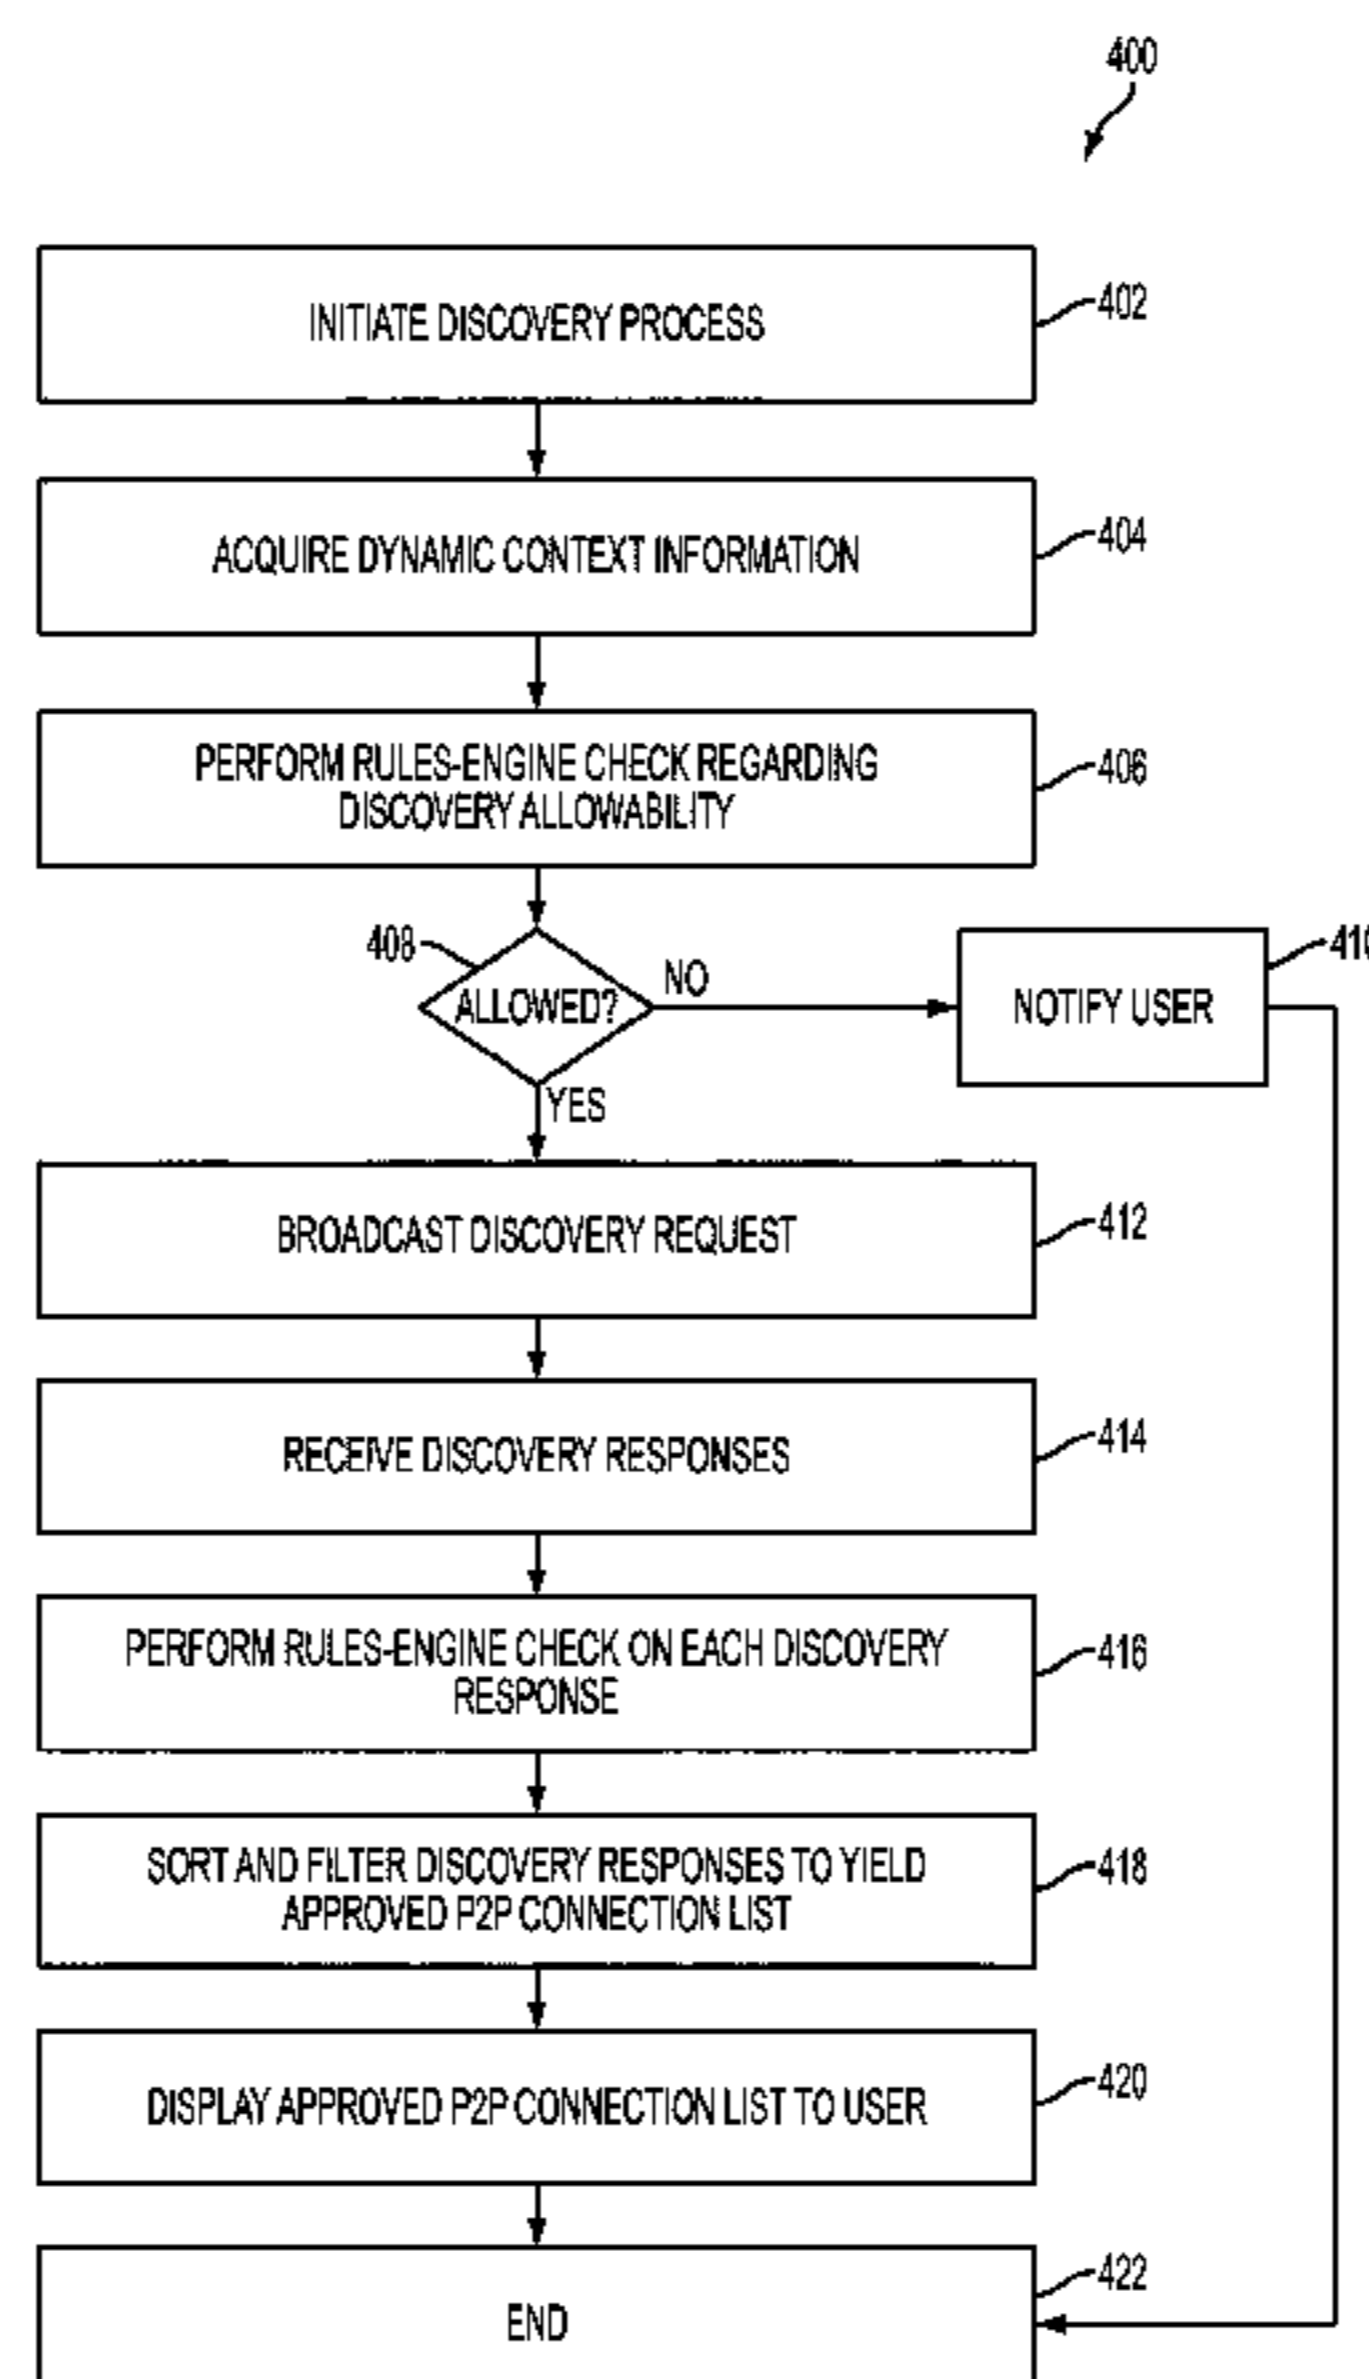 400
INITIATE DISCOVERY PROCESS
402
ACQUIRE DYNAMIC CONTEXT INFORMATION
404
PERFORM RULES-ENGINE CHECK REGARDING
DISCOVERY ALLOWABILITY
406
408
ALLOWED?
NO
NOTIFY USER
410
YES
BROADCAST DISCOVERY REQUEST
412
RECEIVE DISCOVERY RESPONSES
414
PERFORM RULES-ENGINE CHECK ON EACH DISCOVERY
RESPONSE
416
SORT AND FILTER DISCOVERY RESPONSES TO YIELD
APPROVED P2P CONNECTION LIST
418
DISPLAY APPROVED P2P CONNECTION LIST TO USER
420
END
422